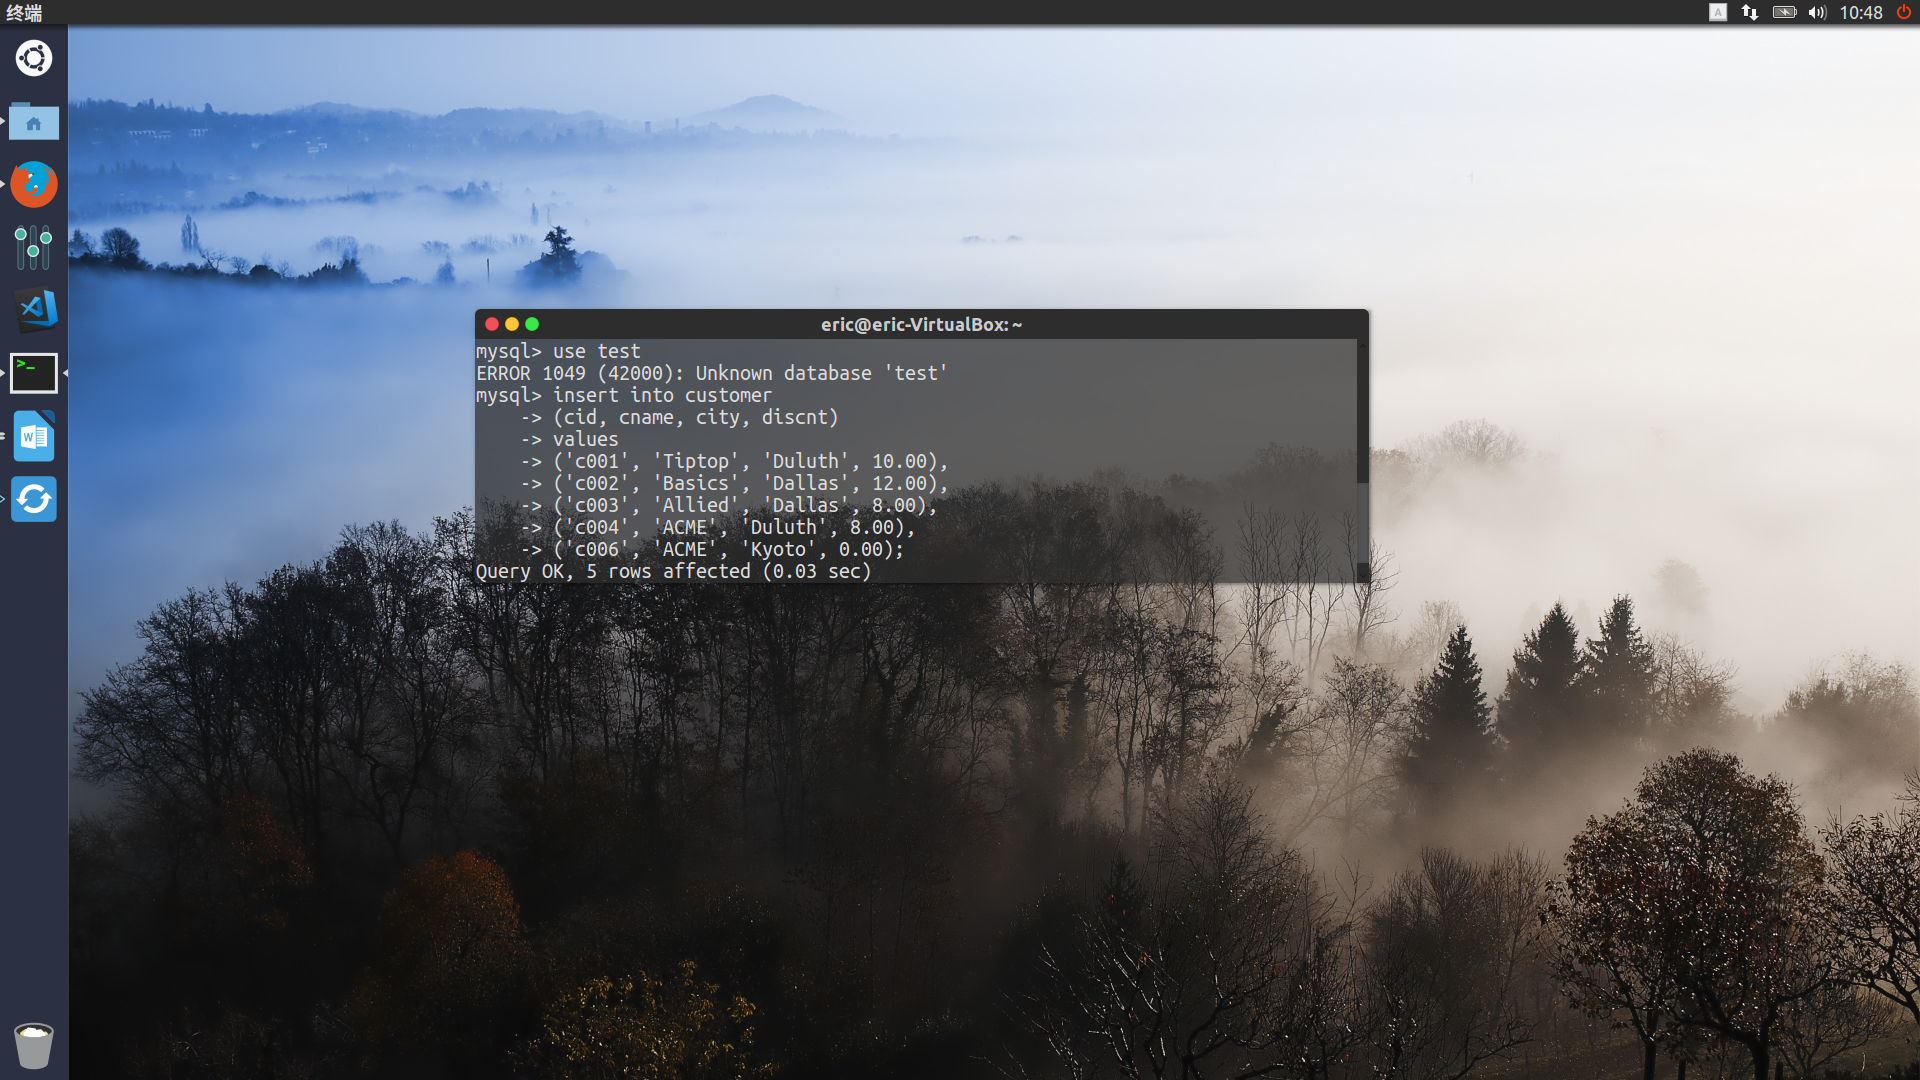 终端
A
10:48
eric@eric-VirtualBox: ~
mysql> use test
ERROR 1049 (42000): Unknown database 'test'
mysql> insert into customer
    -> (cid, cname, city, discnt)
    -> values
    -> ('c001', 'Tiptop', 'Duluth', 10.00),
    -> ('c002', 'Basics', 'Dallas', 12.00),
    -> ('c003', 'Allied', 'Dallas', 8.00),
    -> ('c004', 'ACME', 'Duluth', 8.00),
    -> ('c006', 'ACME', 'Kyoto', 0.00);
Query OK, 5 rows affected (0.03 sec)
>_
W